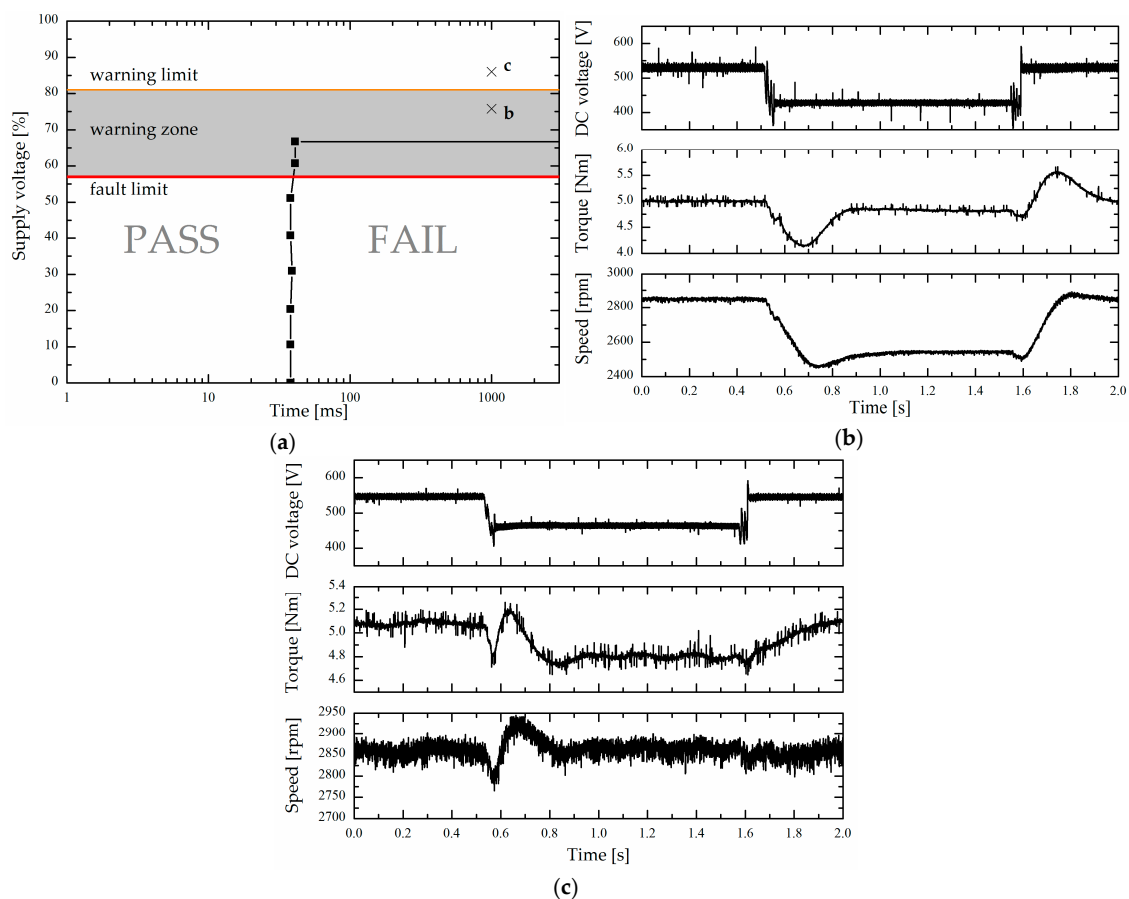 Supply voltage [%]
100
90
80
70
60
50
40
30
20
10
0
warning limit
warning zone
fault limit
PASS
FAIL
c
b
1
10
100
1000
Time [ms]
(a)
DC voltage [V]
600
500
400
Torque [Nm]
6.0
5.5
5.0
4.5
4.0
Speed [rpm]
3000
2800
2600
2400
0.0 0.2 0.4 0.6 0.8 1.0 1.2 1.4 1.6 1.8 2.0
Time [s]
(b)
DC voltage [V]
600
500
400
Torque [Nm]
5.4
5.2
5.0
4.8
4.6
Speed [rpm]
2950
2900
2850
2800
2750
2700
0.0 0.2 0.4 0.6 0.8 1.0 1.2 1.4 1.6 1.8 2.0
Time [s]
(c)